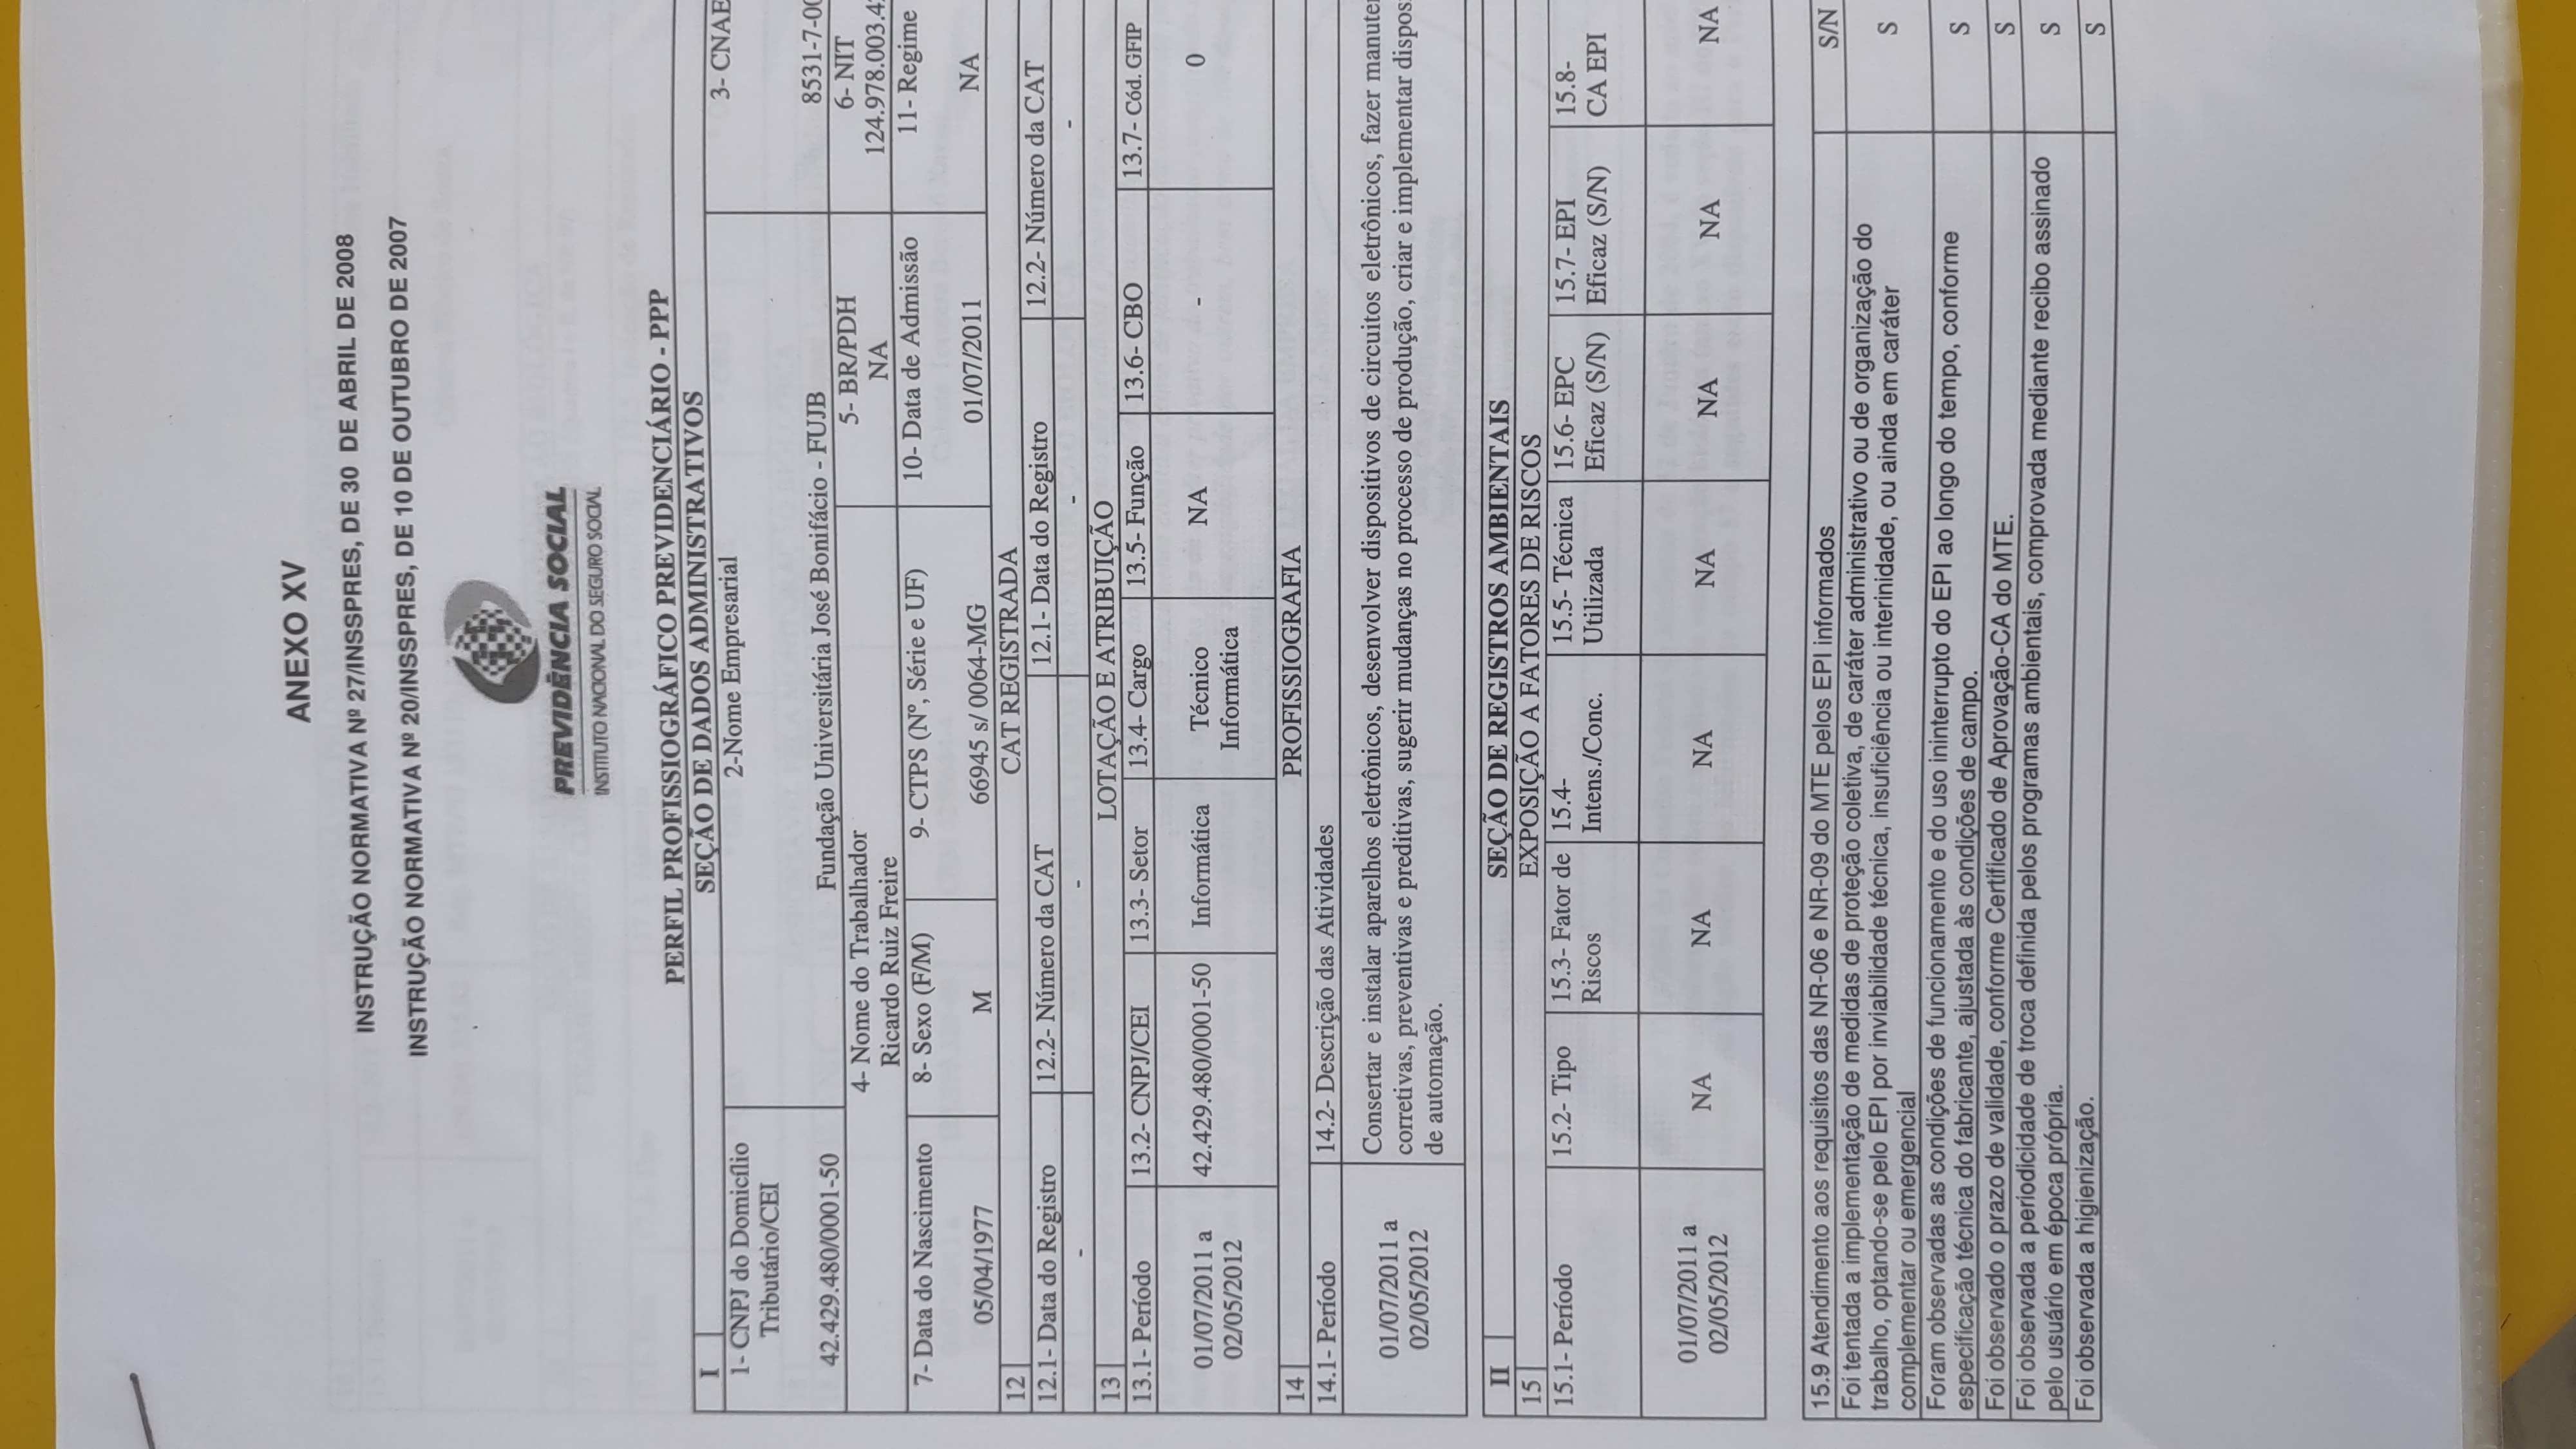 ANEXO XV
INSTRUÇÃO NORMATIVA Nº 27/INSSPRES, DE 30 DE ABRIL DE 2008
INSTRUÇÃO NORMATIVA Nº 20/INSSPRES, DE 10 DE OUTUBRO DE 2007
PREVIDÊNCIA SOCIAL
INSTITUTO NACIONAL DO SEGURO SOCIAL
PERFIL PROFISSIOGRÁFICO PREVIDENCIÁRIO - PPP
I SEÇÃO DE DADOS ADMINISTRATIVOS
1- CNPJ do Domicílio Tributário/CEI
42.429.480/0001-50
2-Nome Empresarial
Fundação Universitária José Bonifácio - FUJB
3- CNAE
8531-7-0
4- Nome do Trabalhador
Ricardo Ruiz Freire
5- BR/PDH
NA
6- NIT
124.978.003.4
7- Data do Nascimento
05/04/1977
8- Sexo (F/M)
M
9- CTPS (Nº, Série e UF)
66945 s/ 0064-MG
10- Data de Admissão
01/07/2011
11- Regime
NA
12 CAT REGISTRADA
12.1- Data do Registro 12.2- Número da CAT 12.1- Data do Registro 12.2- Número da CAT
- - - -
13 LOTAÇÃO E ATRIBUIÇÃO
13.1- Período 13.2- CNPJ/CEI 13.3- Setor 13.4- Cargo 13.5- Função 13.6- CBO 13.7- Cód. GFIP
01/07/2011 a 42.429.480/0001-50 Informática Técnico NA - 0
02/05/2012 Informática
14 PROFISSIOGRAFIA
14.1- Período 14.2- Descrição das Atividades
01/07/2011 a
02/05/2012
Consertar e instalar aparelhos eletrônicos, desenvolver dispositivos de circuitos eletrônicos, fazer
corretivas, preventivas e preditivas, sugerir mudanças no processo de produção, criar e implementar
de automação.
II SEÇÃO DE REGISTROS AMBIENTAIS
15 EXPOSIÇÃO A FATORES DE RISCOS
15.1- Período 15.2- Tipo 15.3- Fator de 15.4- 15.5- Técnica 15.6- EPC 15.7- EPI 15.8-
Riscos Intens./Conc. Utilizada Eficaz (S/N) Eficaz (S/N) CA EPI
01/07/2011 a
02/05/2012 NA NA NA NA NA NA NA
15.9 Atendimento aos requisitos das NR-06 e NR-09 do MTE pelos EPI informados S/N
Foi tentada a implementação de medidas de proteção coletiva, de caráter administrativo ou de organização do
trabalho, optando-se pelo EPI por inviabilidade técnica, insuficiência ou interinidade, ou ainda em caráter S
complementar ou emergencial
Foram observadas as condições de funcionamento e do uso ininterrupto do EPI ao longo do tempo, conforme
especificação técnica do fabricante, ajustada às condições de campo. S
Foi observado o prazo de validade, conforme Certificado de Aprovação-CA do MTE. S
Foi observada a periodicidade de troca definida pelos programas ambientais, comprovada mediante recibo assinado
pelo usuário em época própria. S
Foi observada a higienização. S